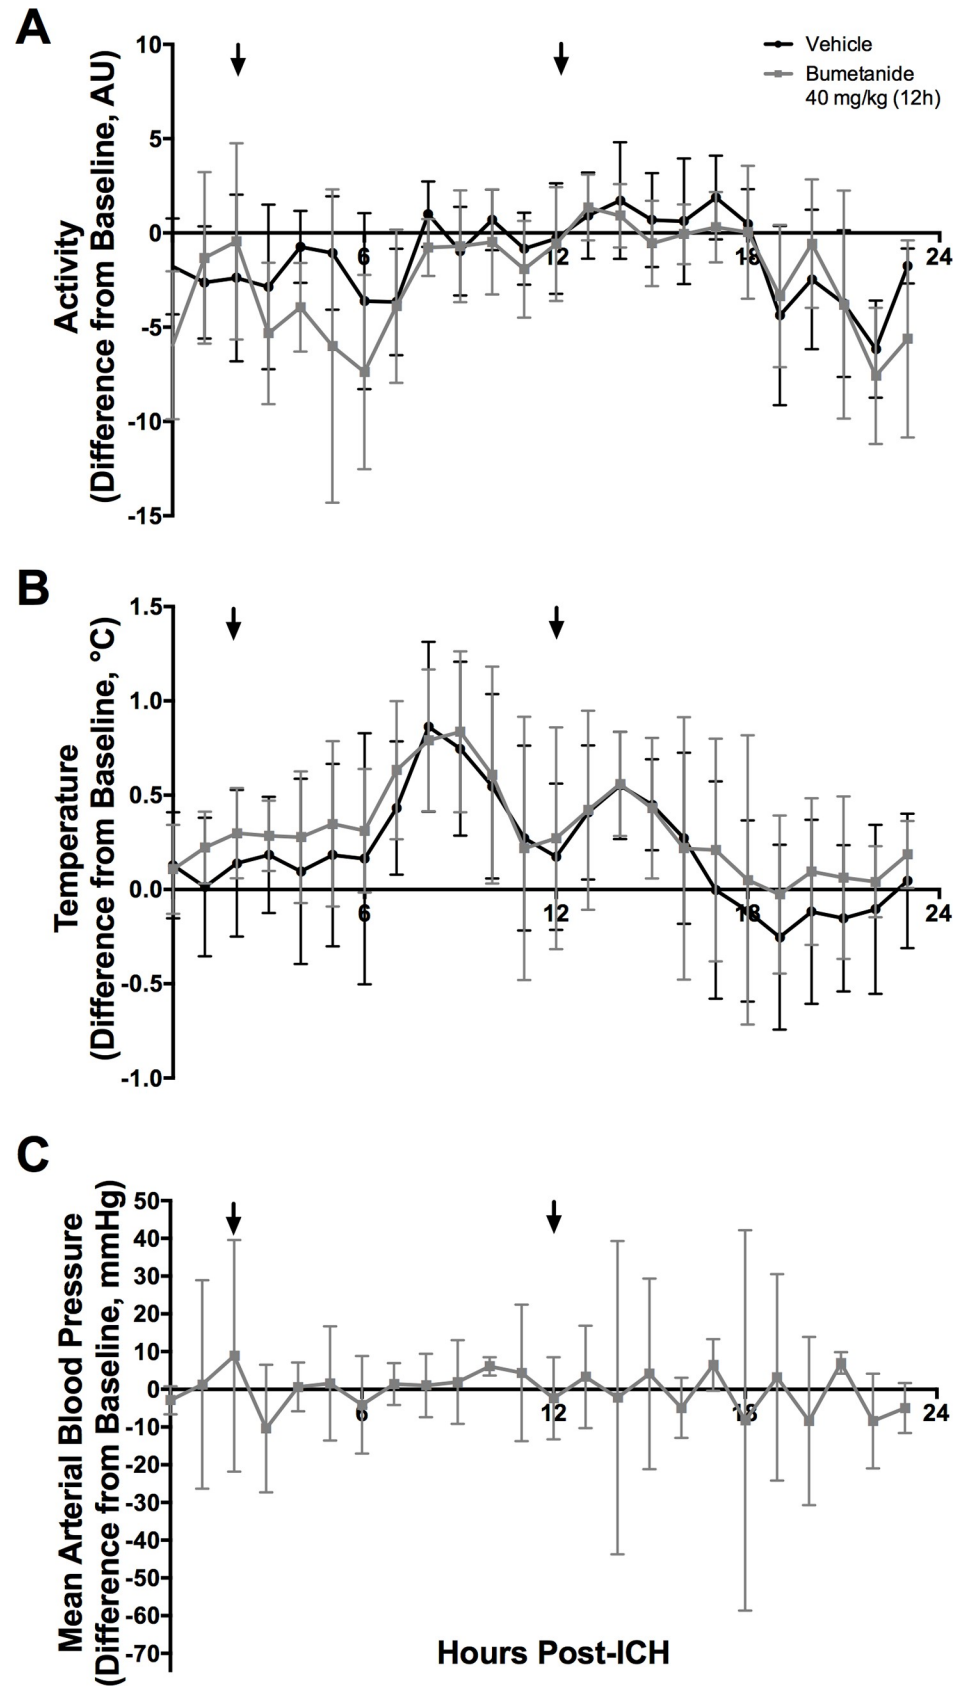 A
Activity
(Difference from Baseline, AU)
10
5
0
-5
-10
-15
6
12
18
24
Vehicle
Bumetanide
40 mg/kg (12h)
B
Temperature
(Difference from Baseline, °C)
1.5
1.0
0.5
0.0
-0.5
-1.0
6
12
18
24
C
Mean Arterial Blood Pressure
(Difference from Baseline, mmHg)
50
40
30
20
10
0
-10
-20
-30
-40
-50
-60
-70
6
12
18
24
Hours Post-ICH